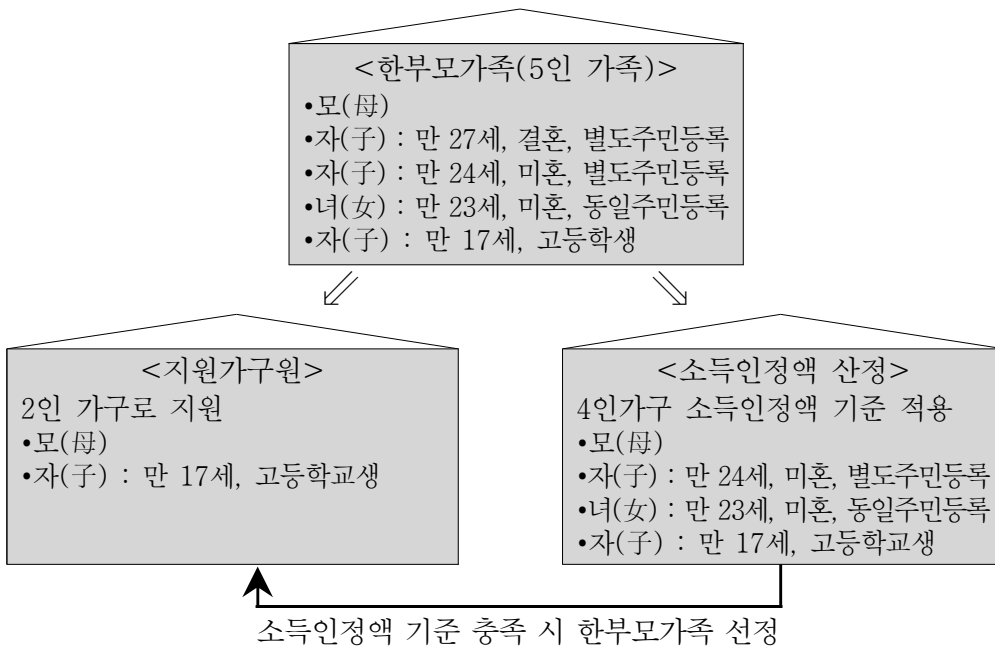 <한부모가족(5인 가족)>
•모(母)
•자(子) : 만 27세, 결혼, 별도주민등록
•자(子) : 만 24세, 미혼, 별도주민등록
•녀(女) : 만 23세, 미혼, 동일주민등록
•자(子) : 만 17세, 고등학생
<지원가구원>
2인 가구로 지원
•모(母)
•자(子) : 만 17세, 고등학교생
<소득인정액 산정>
4인가구 소득인정액 기준 적용
•모(母)
•자(子) : 만 24세, 미혼, 별도주민등록
•녀(女) : 만 23세, 미혼, 동일주민등록
•자(子) : 만 17세, 고등학교생
소득인정액 기준 충족 시 한부모가족 선정